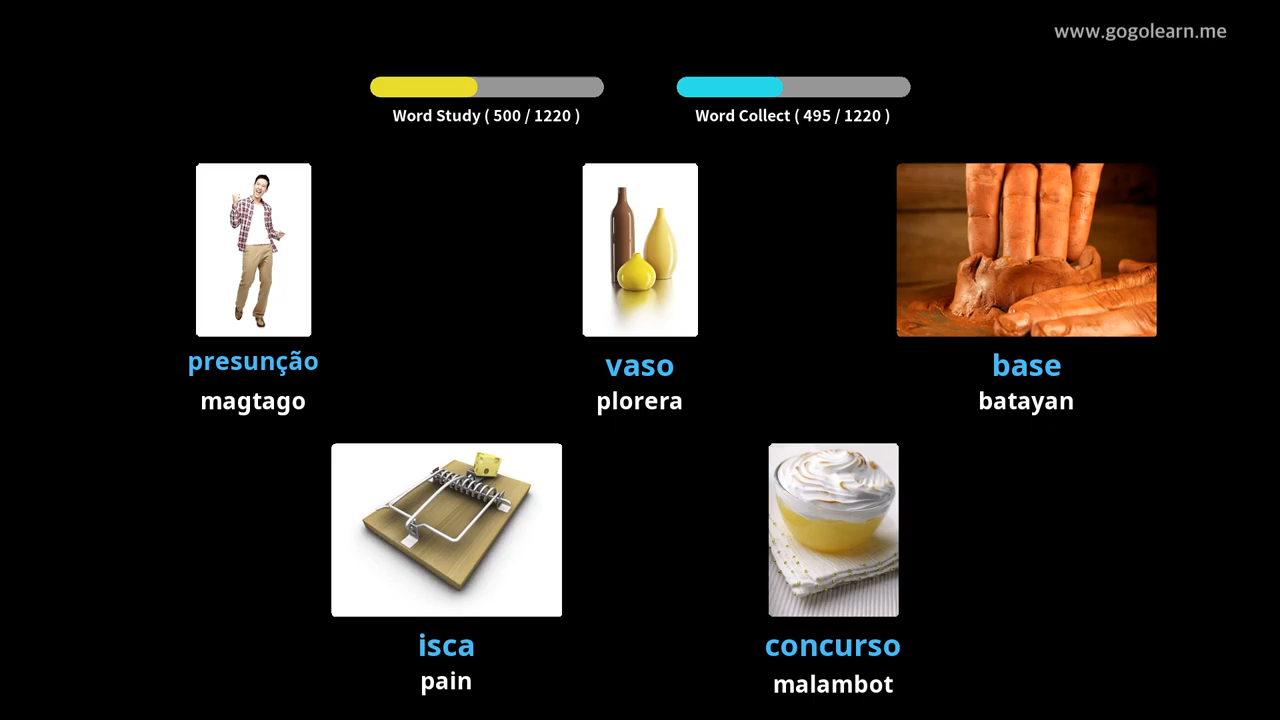 www.gogolearn.me
Word Study ( 500 / 1220 )
Word Collect ( 495 / 1220 )
presunção
magtago
vaso
plorera
base
batayan
isca
pain
concurso
malambot